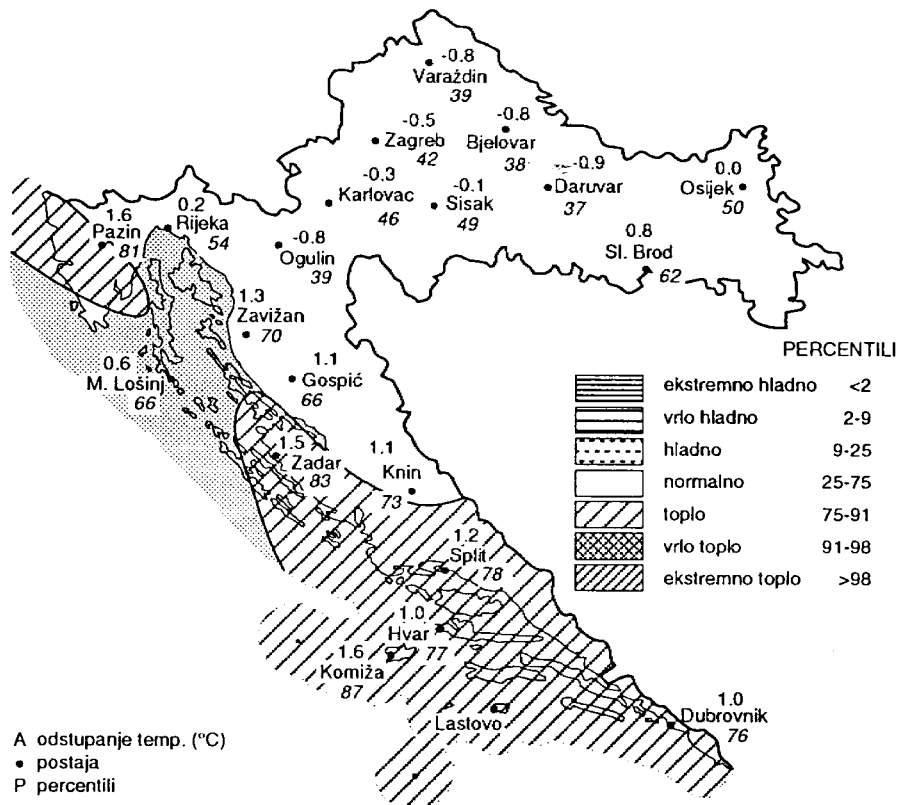 -0.8
Varaždin
39
-0.5
Zagreb
42
-0.8
Bjelovar
38
-0.9
Daruvar
37
0.0
Osijek
50
-0.3
Karlovac
46
-0.1
Sisak
49
0.8
Sl. Brod
62
1.6
Pazin
81
0.2
Rijeka
54
-0.8
Ogulin
39
1.3
Zavižan
70
0.6
M. Lošinj
66
1.1
Gospić
66
1.5
Zadar
83
1.1
Knin
73
1.2
Split
78
1.0
Hvar
77
1.6
Komiža
87
Lastovo
1.0
Dubrovnik
76
PERCENTILI
ekstremno hladno <2
vrlo hladno 2-9
hladno 9-25
normalno 25-75
toplo 75-91
vrlo toplo 91-98
ekstremno toplo >98
A odstupanje temp. (°C)
• postaja
P percentili